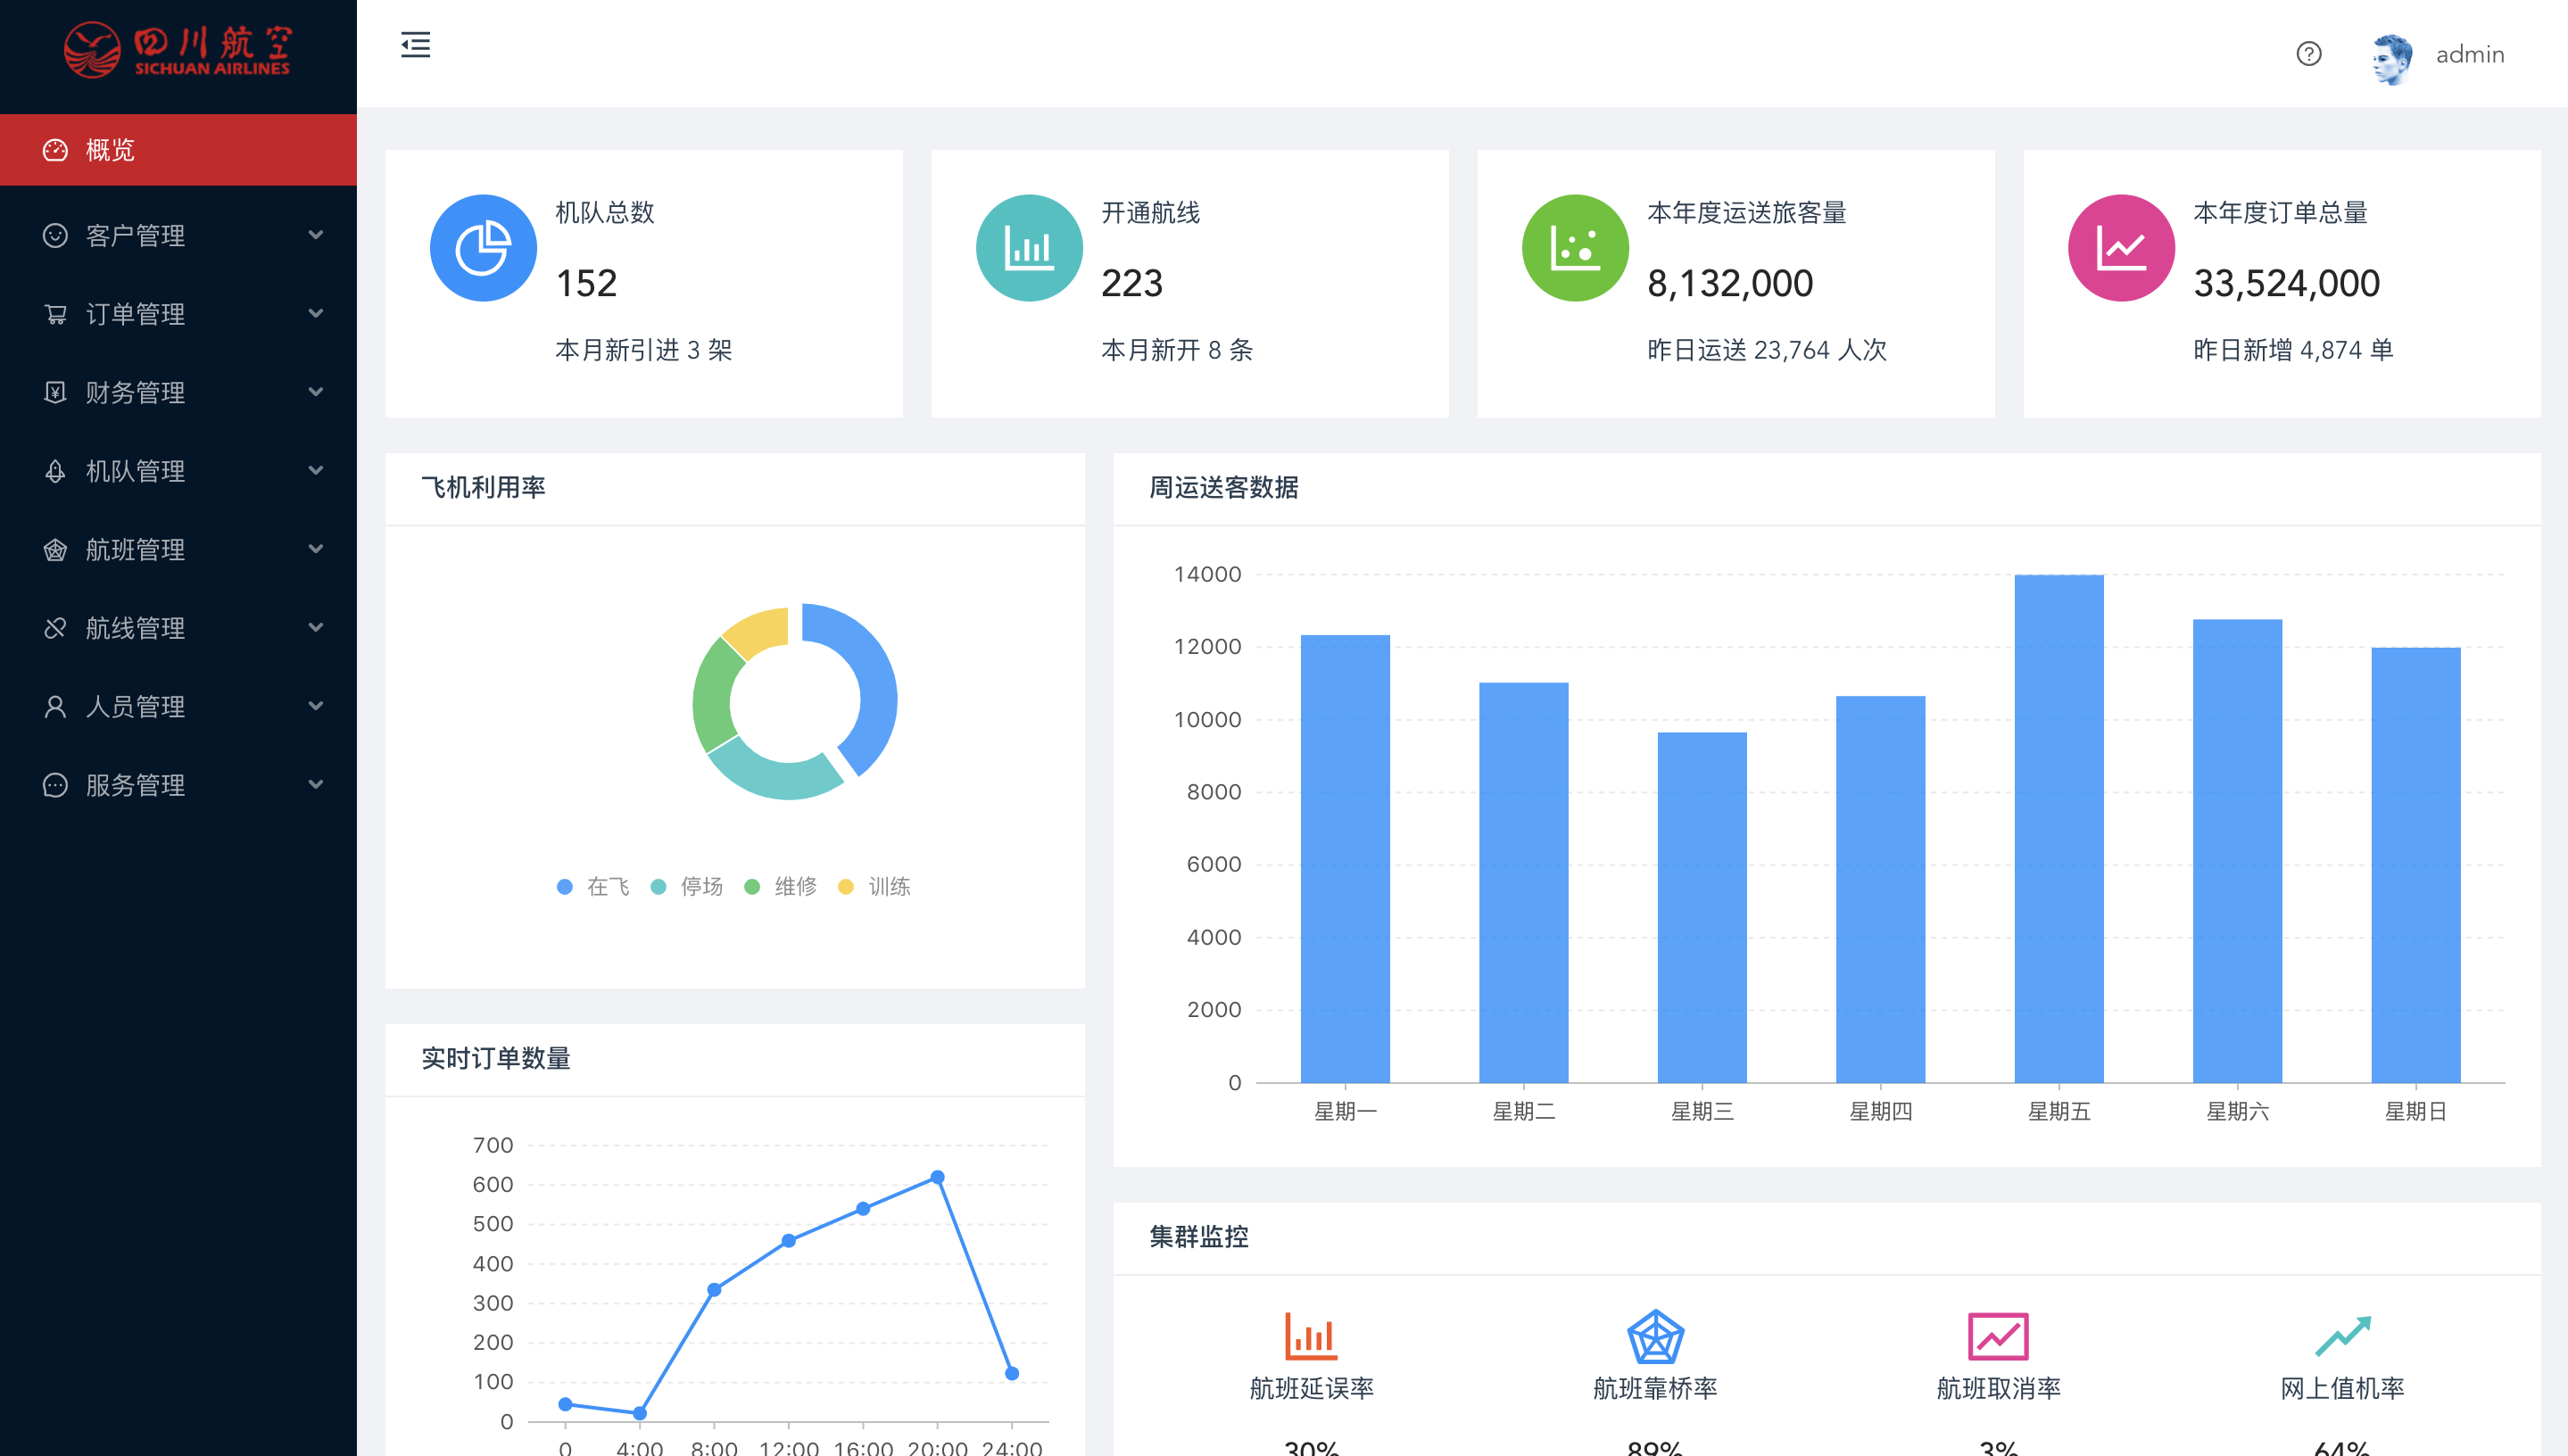 四川航空
SICHUAN AIRLINES
admin
概览
客户管理
订单管理
财务管理
机队管理
航班管理
航线管理
人员管理
服务管理
机队总数
152
本月新引进 3 架
开通航线
223
本月新开 8 条
本年度运送旅客量
8,132,000
昨日运送 23,764 人次
本年度订单总量
33,524,000
昨日新增 4,874 单
飞机利用率
在飞 停场 维修 训练
周运送客数据
14000
12000
10000
8000
6000
4000
2000
0
星期一 星期二 星期三 星期四 星期五 星期六 星期日
实时订单数量
700
600
500
400
300
200
100
0
0 4:00 8:00 12:00 16:00 20:00 24:00
集群监控
航班延误率
30%
航班靠桥率
89%
航班取消率
3%
网上值机率
64%